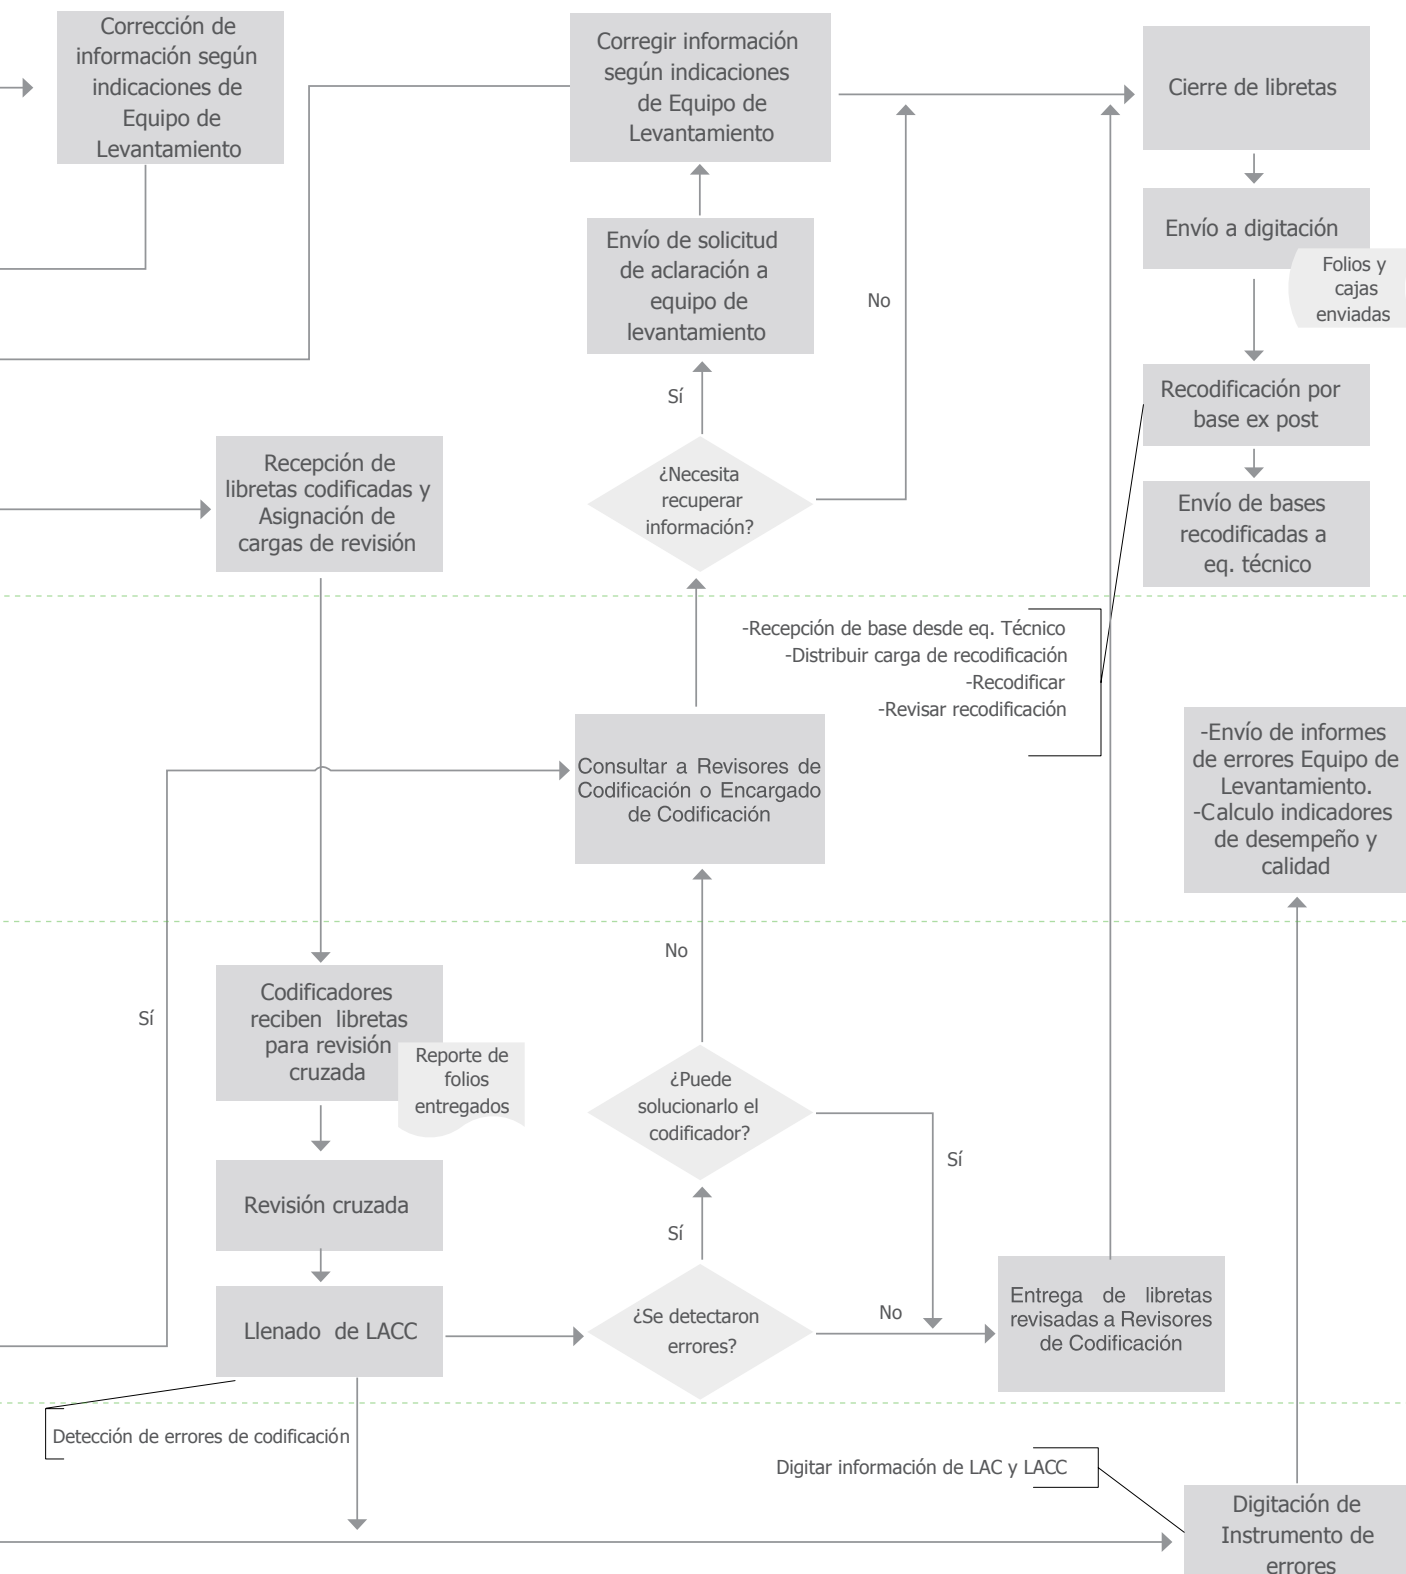 Corrección de
información según
indicaciones de
Equipo de
Levantamiento
Corregir información
según indicaciones
de Equipo de
Levantamiento
Cierre de libretas
Envío de solicitud
de aclaración a
equipo de
levantamiento
No
Envío a digitación
Folios y
cajas
enviadas
Sí
Recodificación por
base ex post
Recepción de
libretas codificadas y
Asignación de
cargas de revisión
¿Necesita
recuperar
información?
Envío de bases
recodificadas a
eq. técnico
-Recepción de base desde eq. Técnico
-Distribuir carga de recodificación
-Recodificar
-Revisar recodificación
Consultar a Revisores de
Codificación o Encargado
de Codificación
-Envío de informes
de errores Equipo de
Levantamiento.
-Calculo indicadores
de desempeño y
calidad
No
Sí
Codificadores
reciben libretas
para revisión
cruzada
Reporte de
folios
entregados
¿Puede
solucionarlo el
codificador?
Sí
Revisión cruzada
Sí
Llenado de LACC
¿Se detectaron
errores?
No
Entrega de libretas
revisadas a Revisores
de Codificación
Detección de errores de codificación
Digitar información de LAC y LACC
Digitación de
Instrumento de
errores